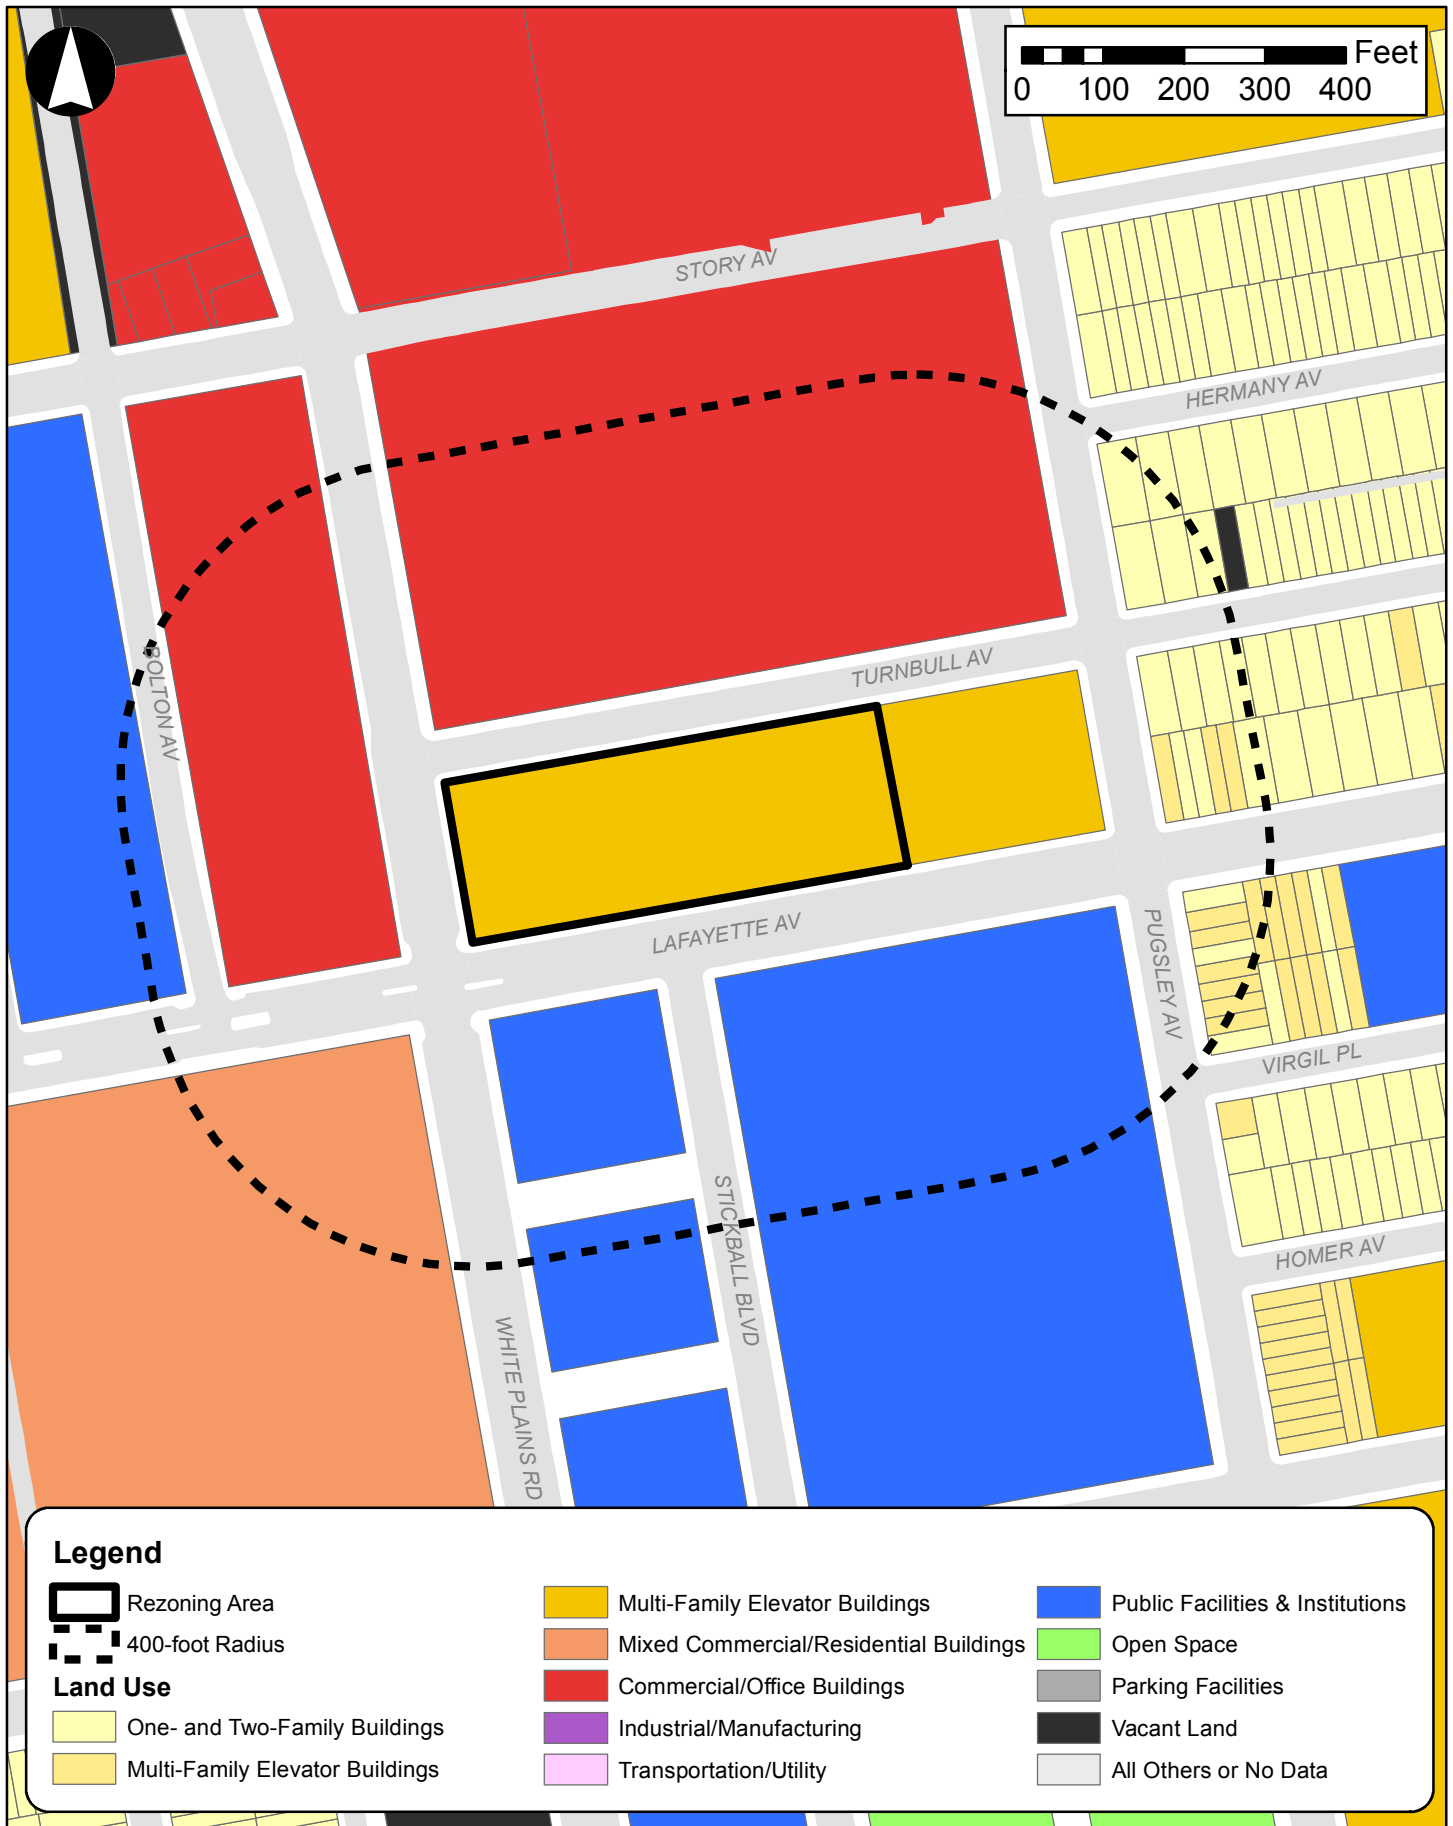 Feet
0 100 200 300 400
STORY AV
HERMANY AV
TURNBULL AV
BOLTON AV
LAFAYETTE AV
PUGSLEY AV
VIRGIL PL
STICKBALL BLVD
HOMER AV
WHITE PLAINS RD
Legend
Rezoning Area
400-foot Radius
Land Use
One- and Two-Family Buildings
Multi-Family Elevator Buildings
Multi-Family Elevator Buildings
Mixed Commercial/Residential Buildings
Commercial/Office Buildings
Industrial/Manufacturing
Transportation/Utility
Public Facilities & Institutions
Open Space
Parking Facilities
Vacant Land
All Others or No Data